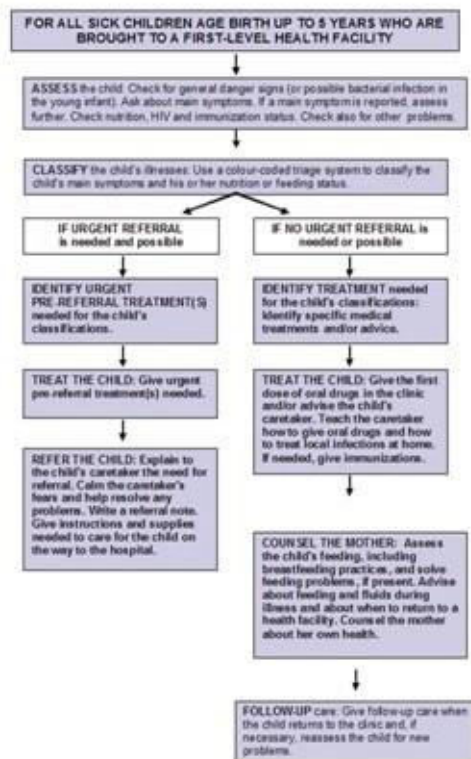 FOR ALL SICK CHILDREN AGE BIRTH UP TO 5 YEARS WHO ARE
BROUGHT TO A FIRST-LEVEL HEALTH FACILITY
ASSESS the child. Check for general danger signs (or possible bacterial infection in
the young infant). Ask about main symptoms. If a main symptom is reported, assess
further. Check nutrition, HIV and immunization status. Check also for other problems.
CLASSIFY the child's illnesses: Use a colour-coded triage system to classify the
child's main symptoms and his or her nutrition or feeding status.
IF URGENT REFERRAL
is needed and possible
IDENTIFY URGENT
PRE-REFERRAL TREATMENT(S)
needed for the child's
classifications.
TREAT THE CHILD: Give urgent
pre-referral treatment(s) needed.
REFER THE CHILD: Explain to
the child's caretaker the need for
referral. Calm the caretaker's
fears and help resolve any
problems. Write a referral note.
Give instructions and supplies
needed to care for the child on
the way to the hospital.
IF NO URGENT REFERRAL is
needed or possible
IDENTIFY TREATMENT needed
for the child's classifications:
Identify specific medical
treatments and/or advice.
TREAT THE CHILD: Give the first
dose of oral drugs in the clinic
and/or advise the child's
caretaker. Teach the caretaker
how to give oral drugs and how
to treat local infections at home.
If needed, give immunizations.
COUNSEL THE MOTHER: Assess
the child's feeding, including
breastfeeding practices, and solve
feeding problems, if present. Advise
about feeding and fluids during
illness and about when to return to a
health facility. Counsel the mother
about her own health.
FOLLOW-UP care: Give follow-up care when
the child returns to the clinic and, if
necessary, reassess the child for new
problems.